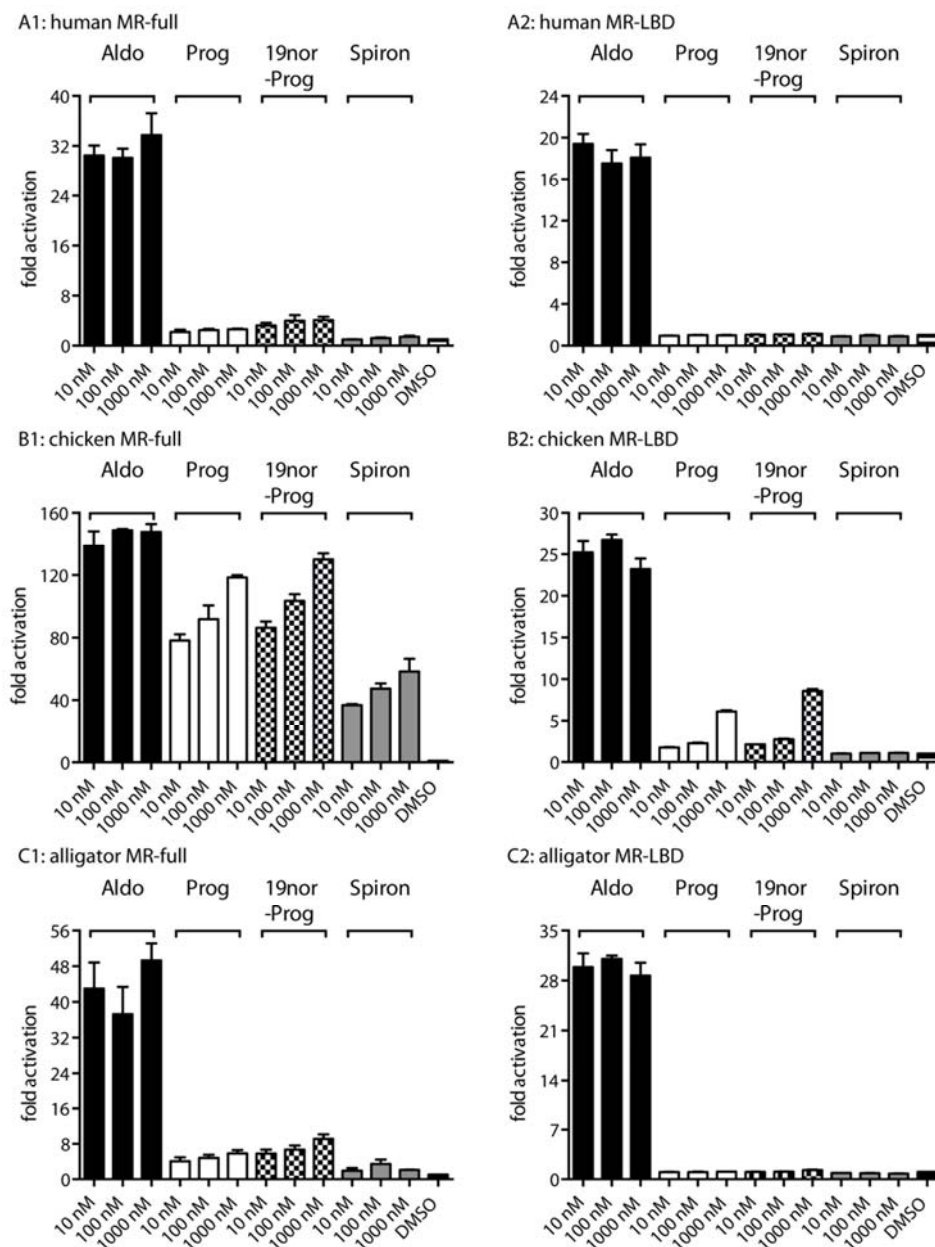 A1: human MR-full
Aldo Prog 19nor Spiron
-Prog
40
32
24
16
8
0
fold activation
10 nM 100 nM 1000 nM 10 nM 100 nM 1000 nM 10 nM 100 nM 1000 nM 10 nM 100 nM 1000 nM DMSO
A2: human MR-LBD
Aldo Prog 19nor Spiron
-Prog
24
20
16
12
8
4
0
fold activation
10 nM 100 nM 1000 nM 10 nM 100 nM 1000 nM 10 nM 100 nM 1000 nM 10 nM 100 nM 1000 nM DMSO
B1: chicken MR-full
Aldo Prog 19nor Spiron
-Prog
160
120
80
40
0
fold activation
10 nM 100 nM 1000 nM 10 nM 100 nM 1000 nM 10 nM 100 nM 1000 nM 10 nM 100 nM 1000 nM DMSO
B2: chicken MR-LBD
Aldo Prog 19nor Spiron
-Prog
30
25
20
15
10
5
0
fold activation
10 nM 100 nM 1000 nM 10 nM 100 nM 1000 nM 10 nM 100 nM 1000 nM 10 nM 100 nM 1000 nM DMSO
C1: alligator MR-full
Aldo Prog 19nor Spiron
-Prog
56
48
40
32
24
16
8
0
fold activation
10 nM 100 nM 1000 nM 10 nM 100 nM 1000 nM 10 nM 100 nM 1000 nM 10 nM 100 nM 1000 nM DMSO
C2: alligator MR-LBD
Aldo Prog 19nor Spiron
-Prog
35
28
21
14
7
0
fold activation
10 nM 100 nM 1000 nM 10 nM 100 nM 1000 nM 10 nM 100 nM 1000 nM 10 nM 100 nM 1000 nM DMSO